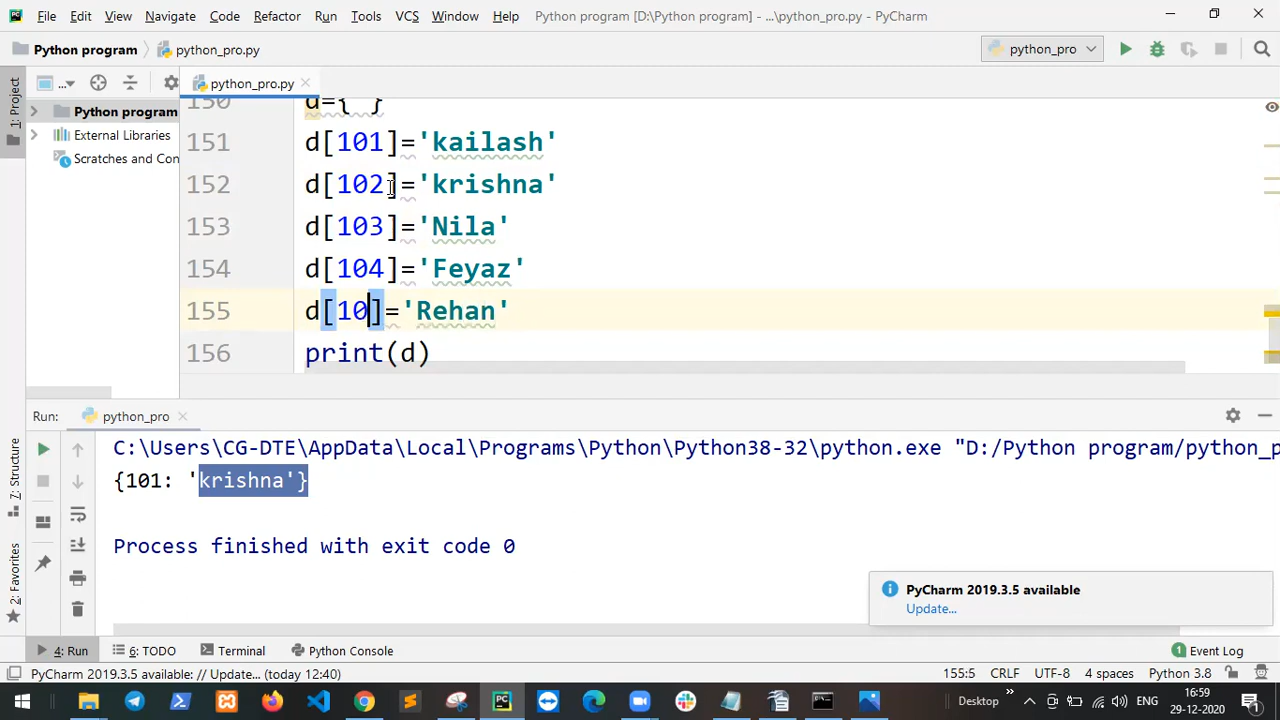 File Edit View Navigate Code Refactor Run Tools VCS Window Help Python program [D:\Python program] - ...\python_pro.py - PyCharm
Python program python_pro.py python_pro
1: Project
... python_pro.py
Python program
External Libraries
Scratches and Con
150 d={ }
151 d[101]='kailash'
152 d[102]='krishna'
153 d[103]='Nila'
154 d[104]='Feyaz'
155 d[10]='Rehan'
156 print(d)
Run: python_pro
C:\Users\CG-DTE\AppData\Local\Programs\Python\Python38-32\python.exe "D:/Python program/python_p
{101: 'krishna'}
Process finished with exit code 0
7: Structure
2: Favorites
PyCharm 2019.3.5 available
Update...
4: Run 6: TODO Terminal Python Console 1 Event Log
PyCharm 2019.3.5 available: // Update... (today 12:40) 155:5 CRLF UTF-8 4 spaces Python 3.8
Desktop ENG 16:59
29-12-2020 1